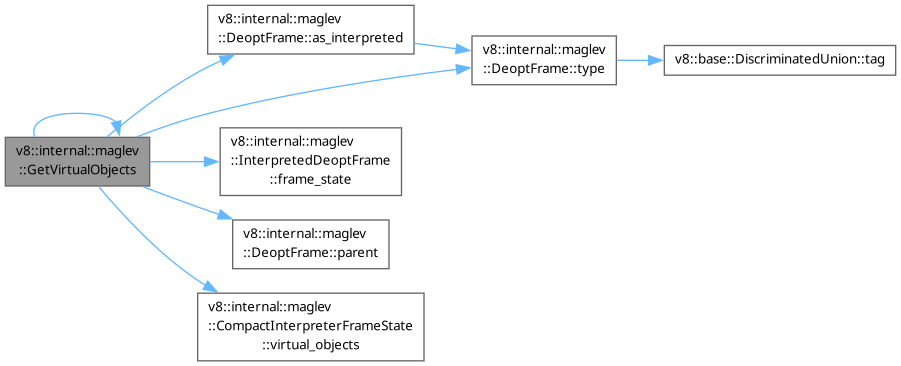 v8::internal::maglev
::GetVirtualObjects
v8::internal::maglev
::DeoptFrame::as_interpreted
v8::internal::maglev
::DeoptFrame::type
v8::base::DiscriminatedUnion::tag
v8::internal::maglev
::InterpretedDeoptFrame
::frame_state
v8::internal::maglev
::DeoptFrame::parent
v8::internal::maglev
::CompactInterpreterFrameState
::virtual_objects